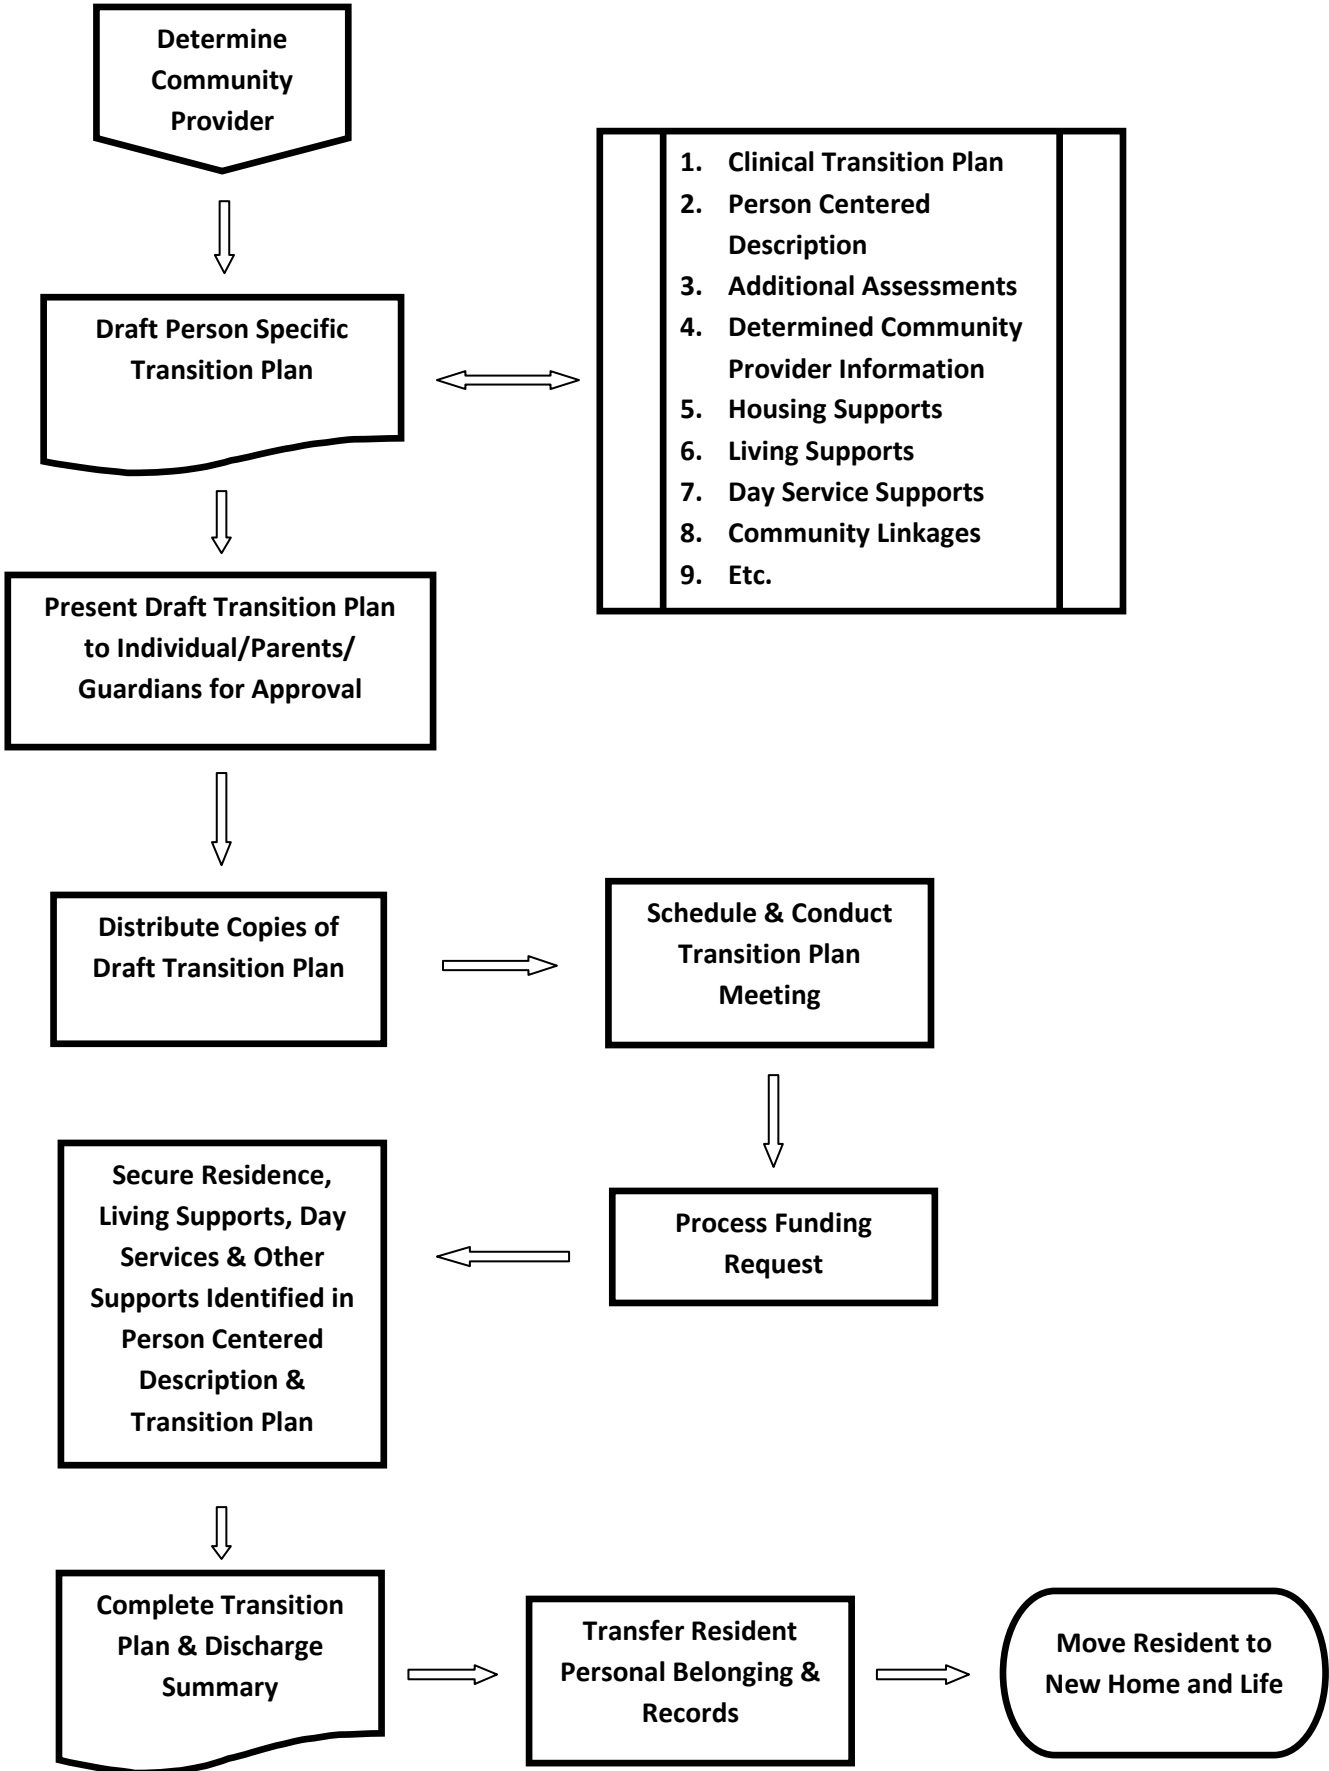 Determine
Community
Provider
1. Clinical Transition Plan
2. Person Centered
Description
3. Additional Assessments
4. Determined Community
Provider Information
5. Housing Supports
6. Living Supports
7. Day Service Supports
8. Community Linkages
9. Etc.
Draft Person Specific
Transition Plan
Present Draft Transition Plan
to Individual/Parents/
Guardians for Approval
Distribute Copies of
Draft Transition Plan
Schedule & Conduct
Transition Plan
Meeting
Process Funding
Request
Secure Residence,
Living Supports, Day
Services & Other
Supports Identified in
Person Centered
Description &
Transition Plan
Complete Transition
Plan & Discharge
Summary
Transfer Resident
Personal Belonging &
Records
Move Resident to
New Home and Life